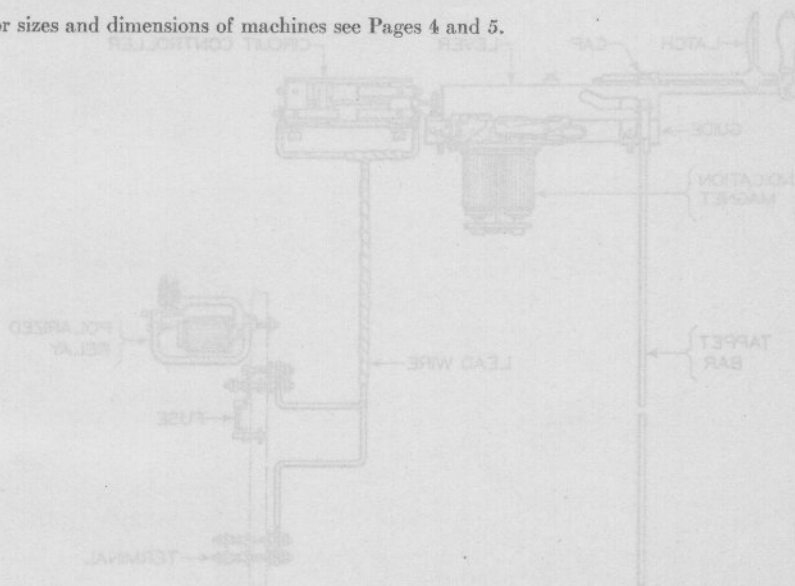 r sizes and dimensions of machines see Pages 4 and 5.
LATCH
CAP
LEVER
CIRCUIT CONTROLLER
GUIDE
INDICATION
MAGNET
TAPPET
BAR
LEAD WIRE
POLARIZED
RELAY
FUSE
TERMINAL